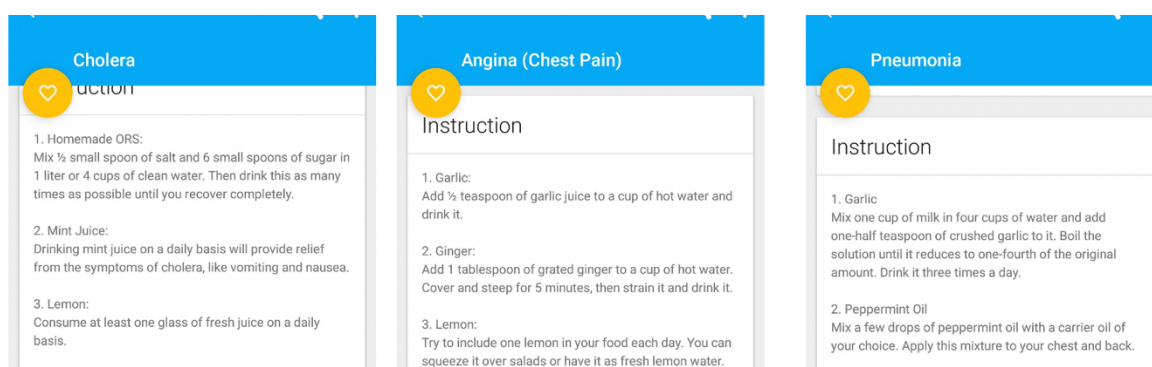 Cholera
Instruction
1. Homemade ORS:
Mix ½ small spoon of salt and 6 small spoons of sugar in
1 liter or 4 cups of clean water. Then drink this as many
times as possible until you recover completely.
2. Mint Juice:
Drinking mint juice on a daily basis will provide relief
from the symptoms of cholera, like vomiting and nausea.
3. Lemon:
Consume at least one glass of fresh juice on a daily
basis.
Angina (Chest Pain)
Instruction
1. Garlic:
Add ½ teaspoon of garlic juice to a cup of hot water and
drink it.
2. Ginger:
Add 1 tablespoon of grated ginger to a cup of hot water.
Cover and steep for 5 minutes, then strain it and drink it.
3. Lemon:
Try to include one lemon in your food each day. You can
squeeze it over salads or have it as fresh lemon water.
Pneumonia
Instruction
1. Garlic
Mix one cup of milk in four cups of water and add
one-half teaspoon of crushed garlic to it. Boil the
solution until it reduces to one-fourth of the original
amount. Drink it three times a day.
2. Peppermint Oil
Mix a few drops of peppermint oil with a carrier oil of
your choice. Apply this mixture to your chest and back.